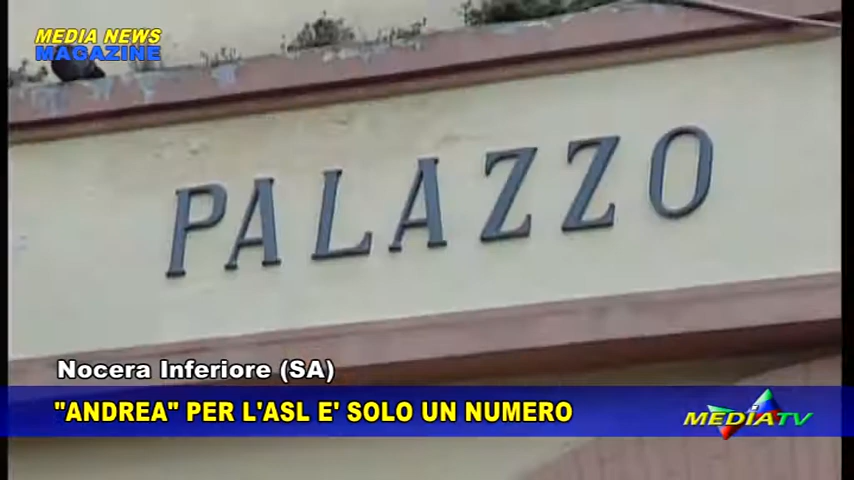 MEDIA NEWS
MAGAZINE
PALAZZO
Nocera Inferiore (SA)
"ANDREA" PER L'ASL E' SOLO UN NUMERO
MEDIATV